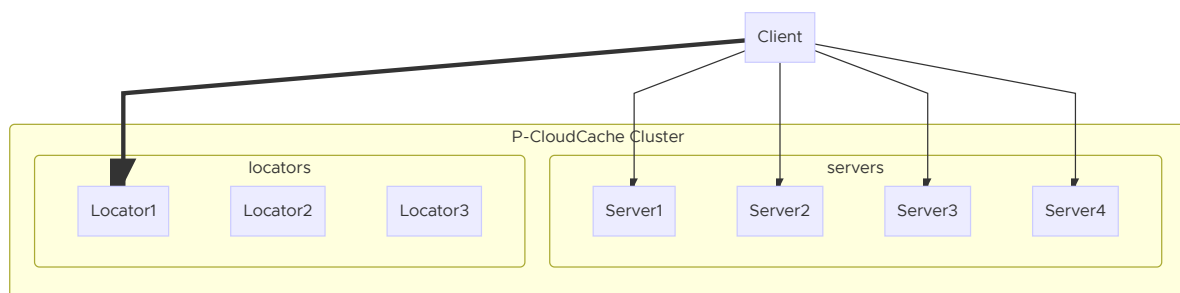 Client
P-CloudCache Cluster
locators
servers
Locator1
Locator2
Locator3
Server1
Server2
Server3
Server4